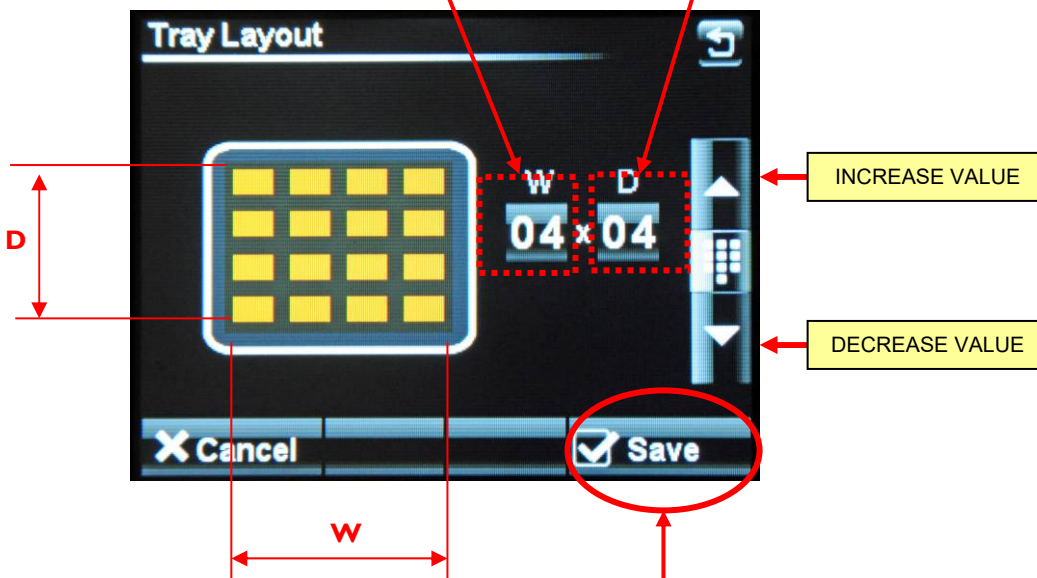 Tray Layout
W D
04 x 04
INCREASE VALUE
D
DECREASE VALUE
Cancel
Save
W